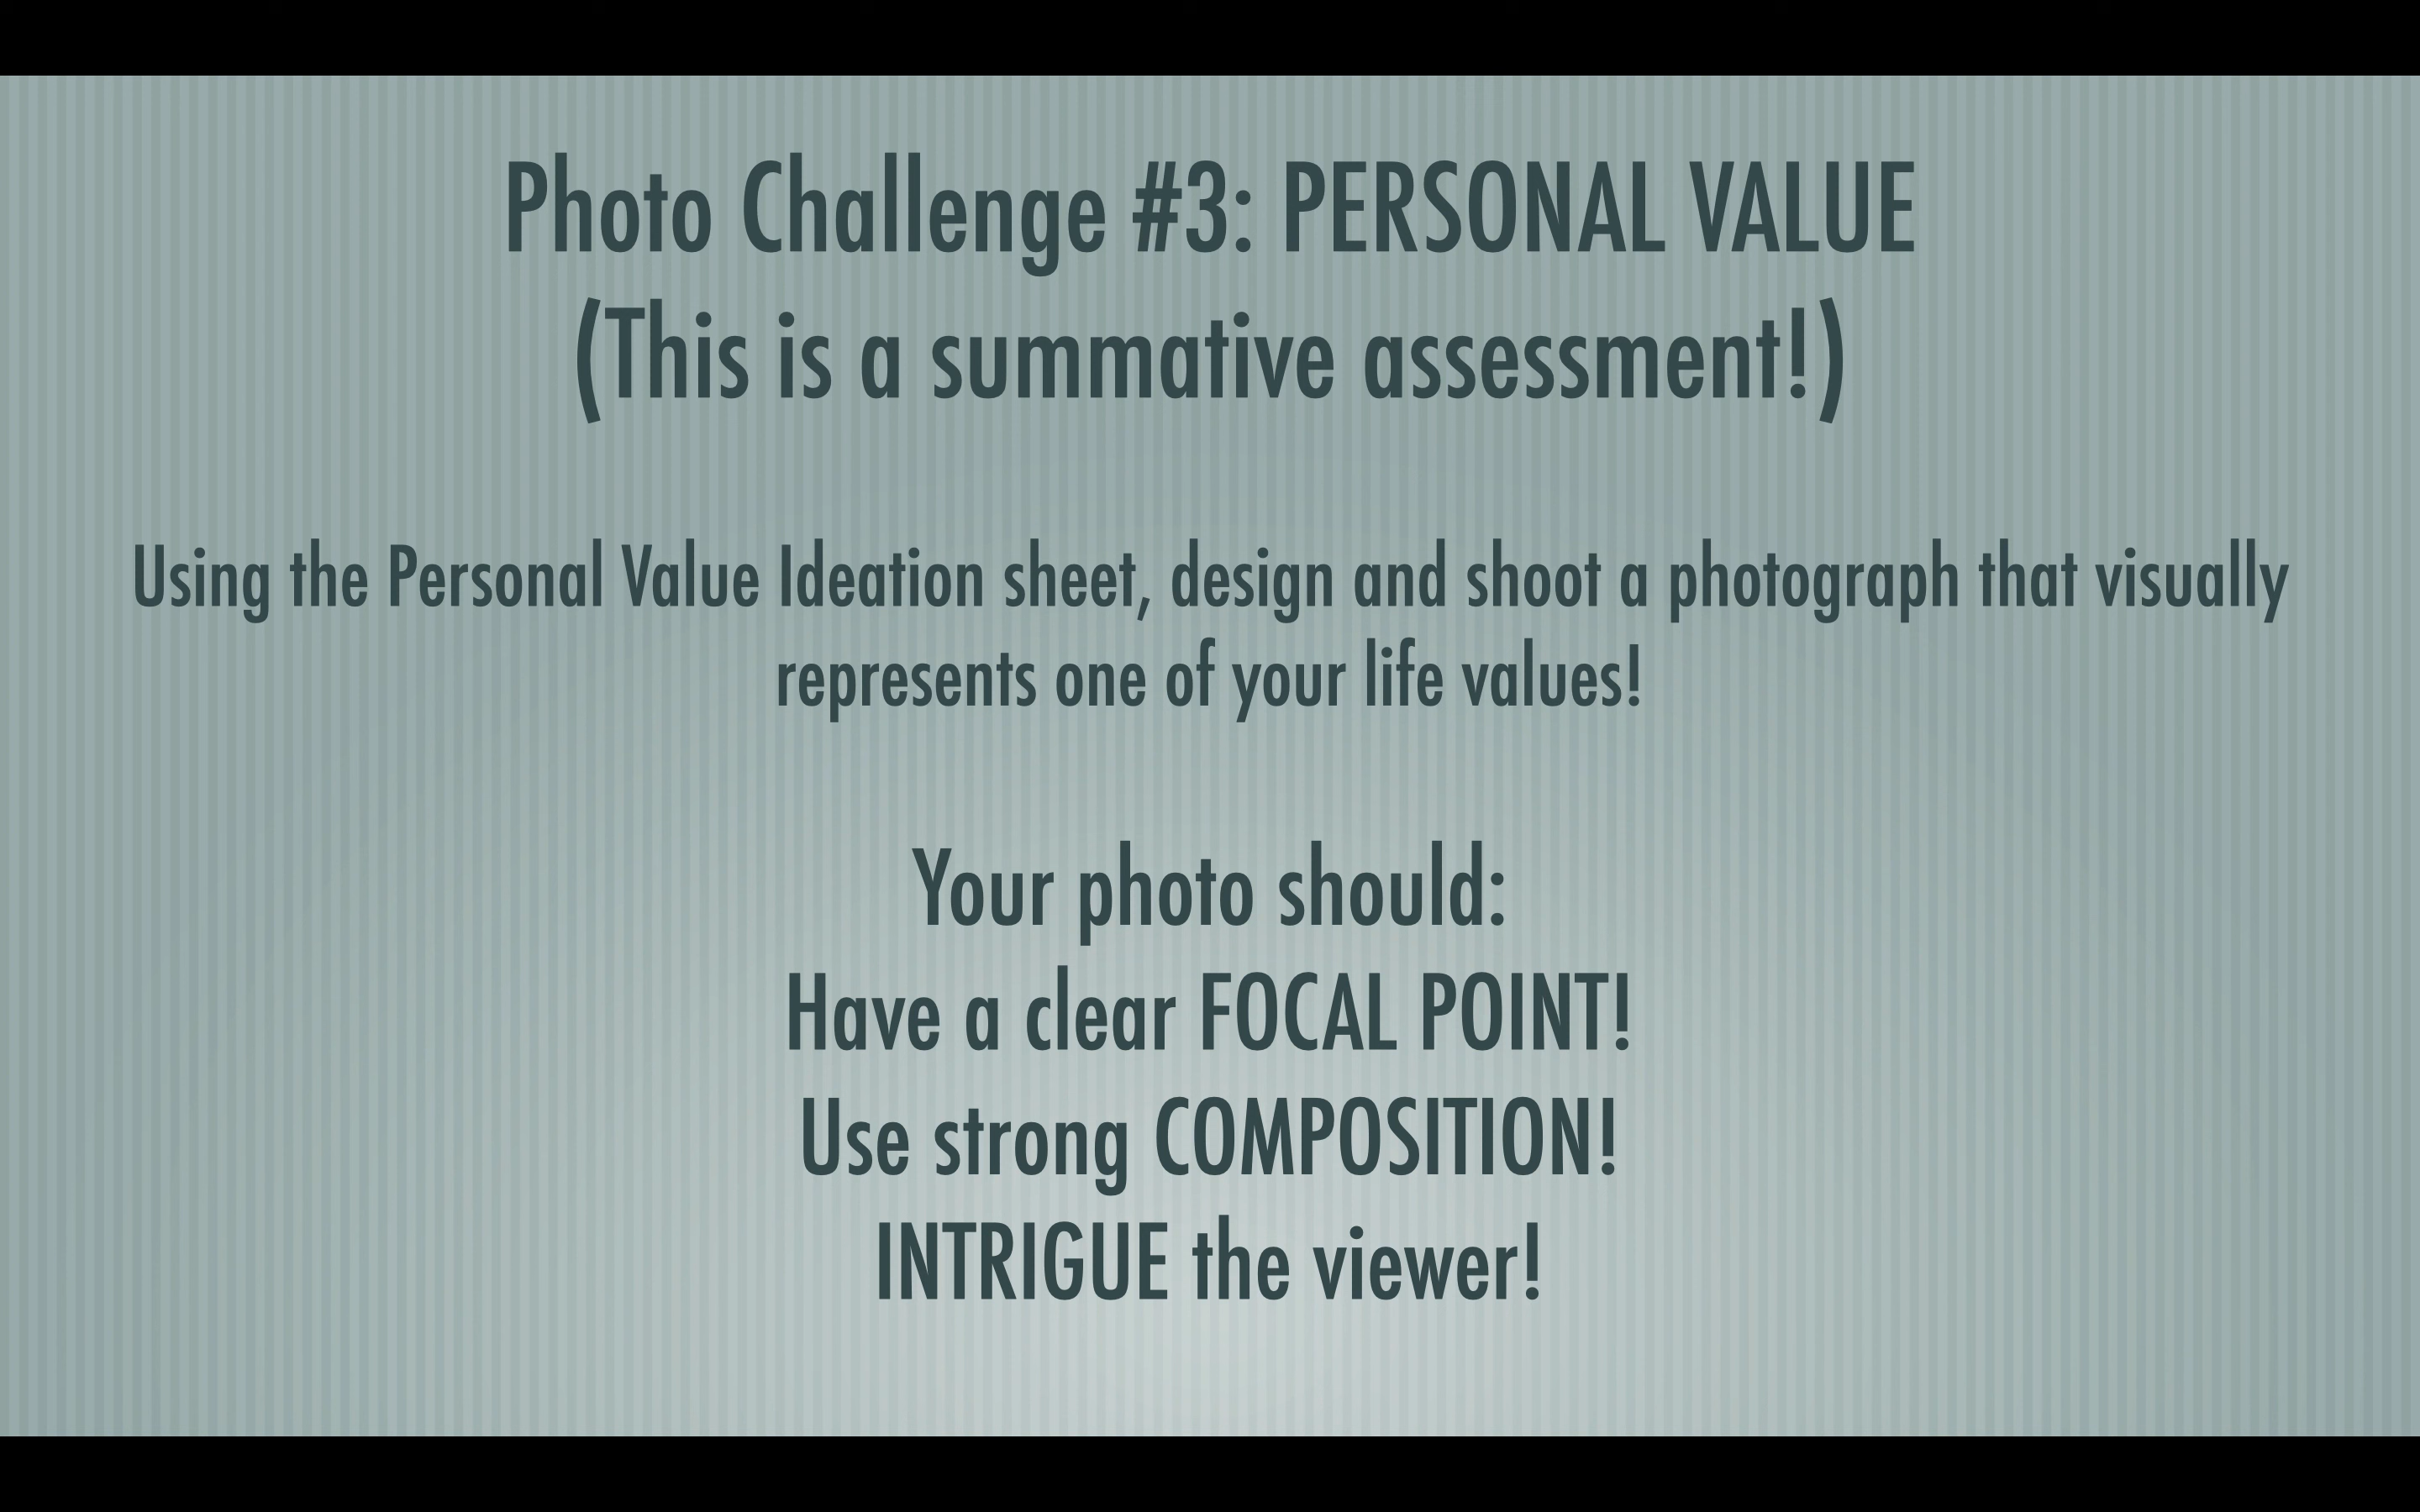 Photo Challenge #3: PERSONAL VALUE
(This is a summative assessment!)
Using the Personal Value Ideation sheet, design and shoot a photograph that visually
represents one of your life values!
Your photo should:
Have a clear FOCAL POINT!
Use strong COMPOSITION!
INTRIGUE the viewer!